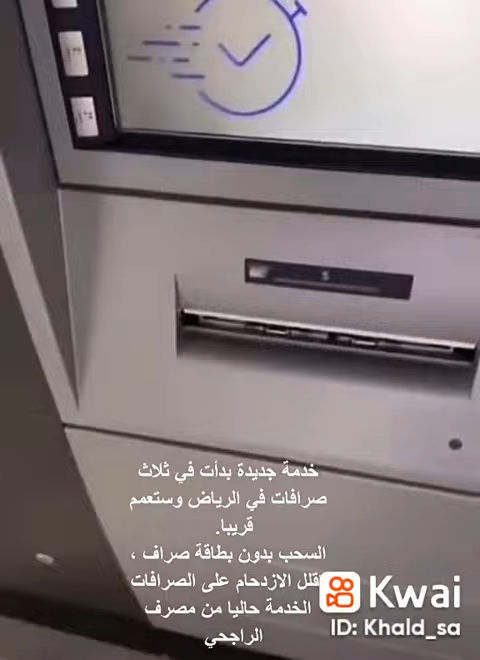 خدمة جديدة بدأت في ثلاث
صرافات في الرياض وستعمم
قريبا.
السحب بدون بطاقة صراف ،
تقلل الازدحام على الصرافات
الخدمة حاليا من مصرف
الراجحي
Kwai
ID: Khald_sa